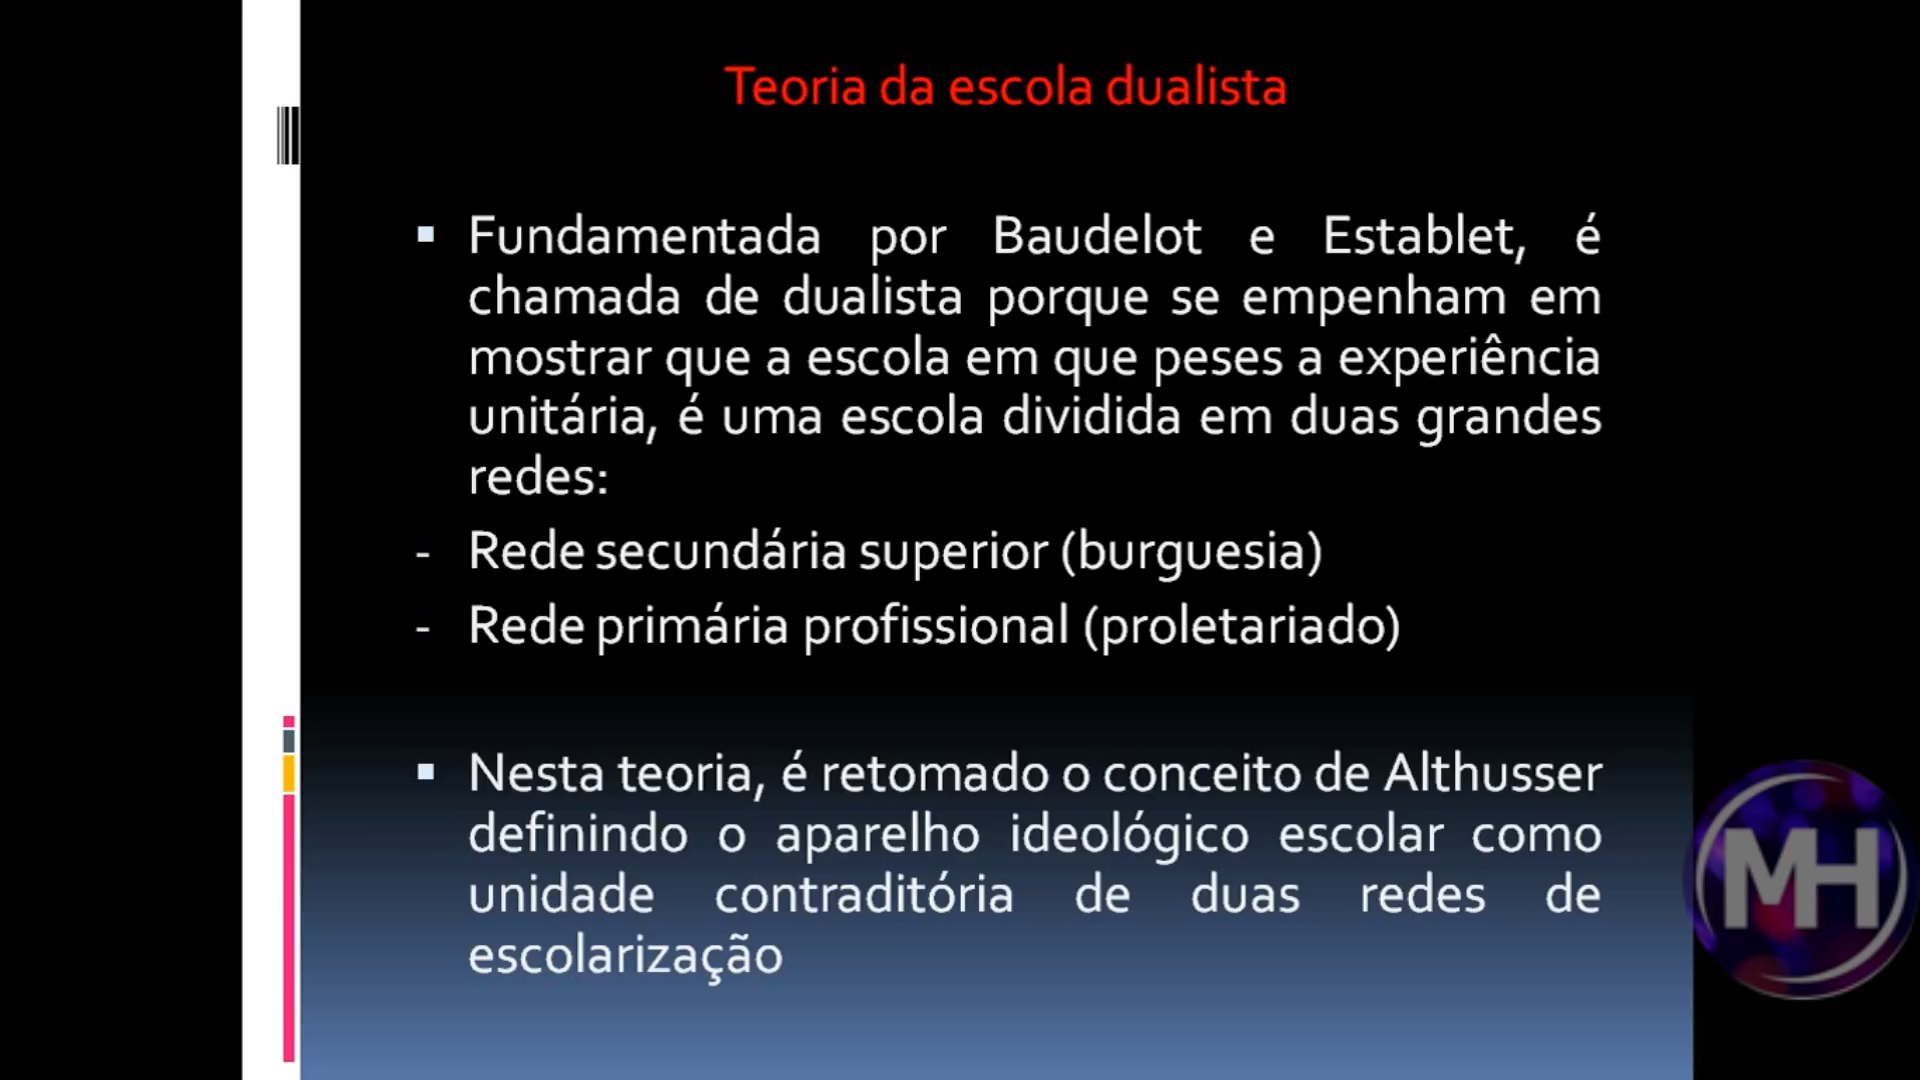 Teoria da escola dualista
▪ Fundamentada por Baudelot e Establet, é
chamada de dualista porque se empenham em
mostrar que a escola em que peses a experiência
unitária, é uma escola dividida em duas grandes
redes:
- Rede secundária superior (burguesia)
- Rede primária profissional (proletariado)
▪ Nesta teoria, é retomado o conceito de Althusser
definindo o aparelho ideológico escolar como
unidade contraditória de duas redes de
escolarização
MH